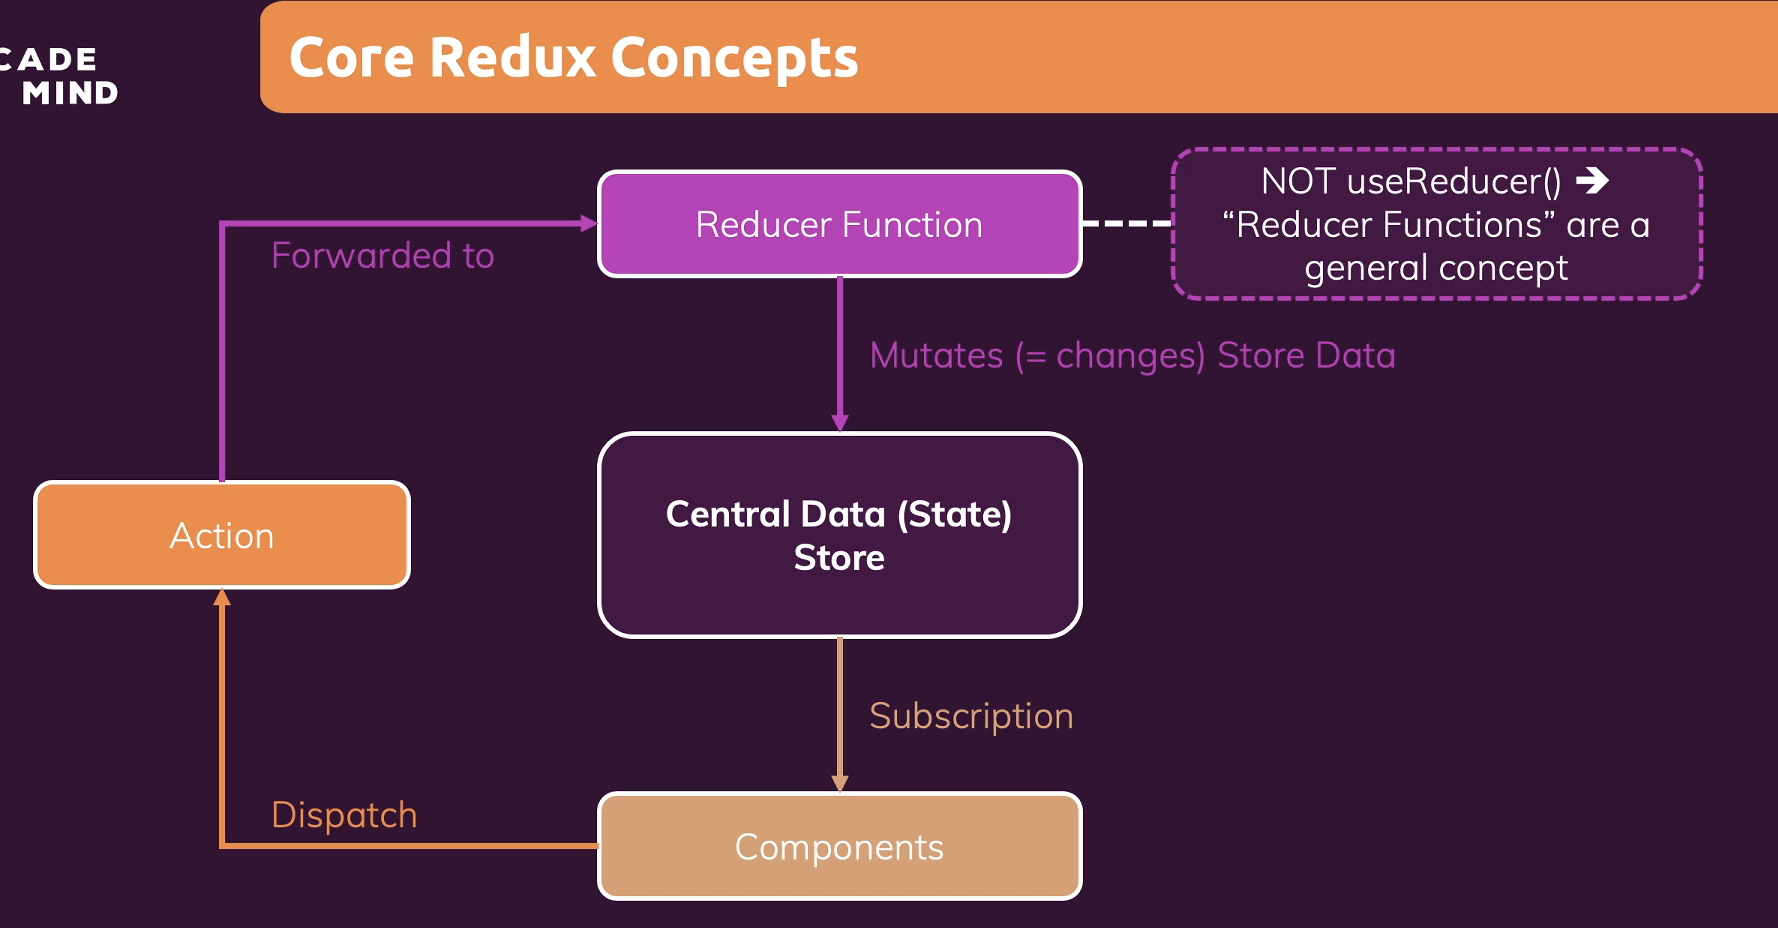 CADE
MIND
Core Redux Concepts
Reducer Function
NOT useReducer() 🡪
“Reducer Functions” are a
general concept
Forwarded to
Mutates (= changes) Store Data
Action
Central Data (State)
Store
Subscription
Dispatch
Components